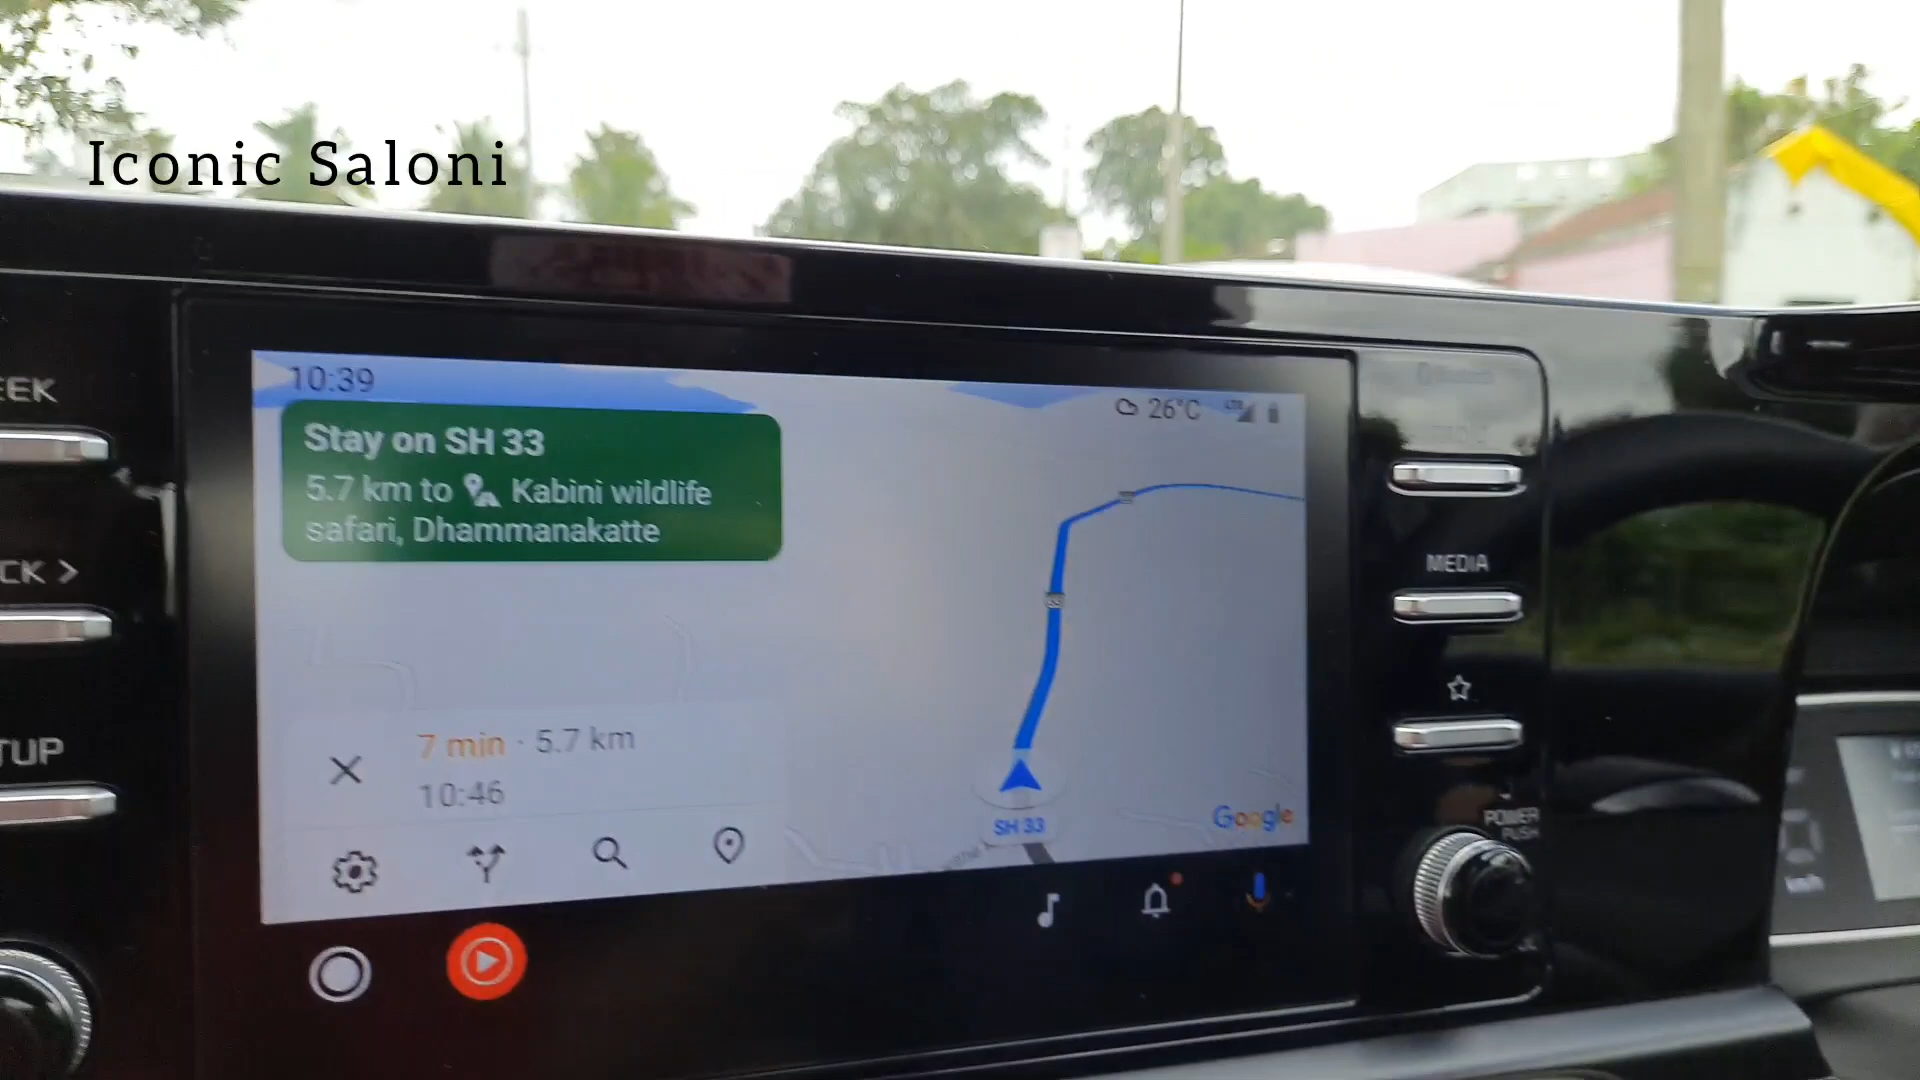 Iconic Saloni
EEK
CK >
TUP
10:39
26°C
Stay on SH 33
5.7 km to Kabini wildlife
safari, Dhammanakatte
7 min · 5.7 km
10:46
SH 33
Google
MEDIA
POWER
PUSH
km/h